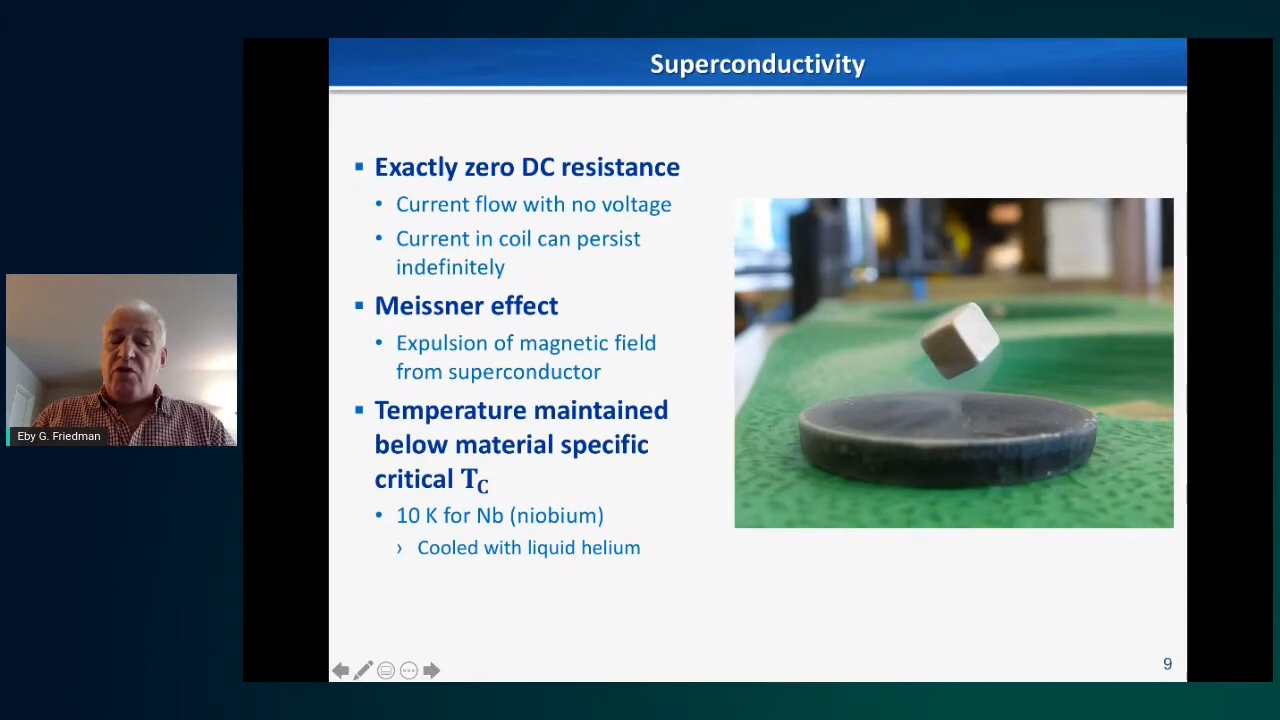 Superconductivity
▪ Exactly zero DC resistance
• Current flow with no voltage
• Current in coil can persist
indefinitely
▪ Meissner effect
• Expulsion of magnetic field
from superconductor
▪ Temperature maintained
below material specific
critical T_C
• 10 K for Nb (niobium)
› Cooled with liquid helium
9
Eby G. Friedman